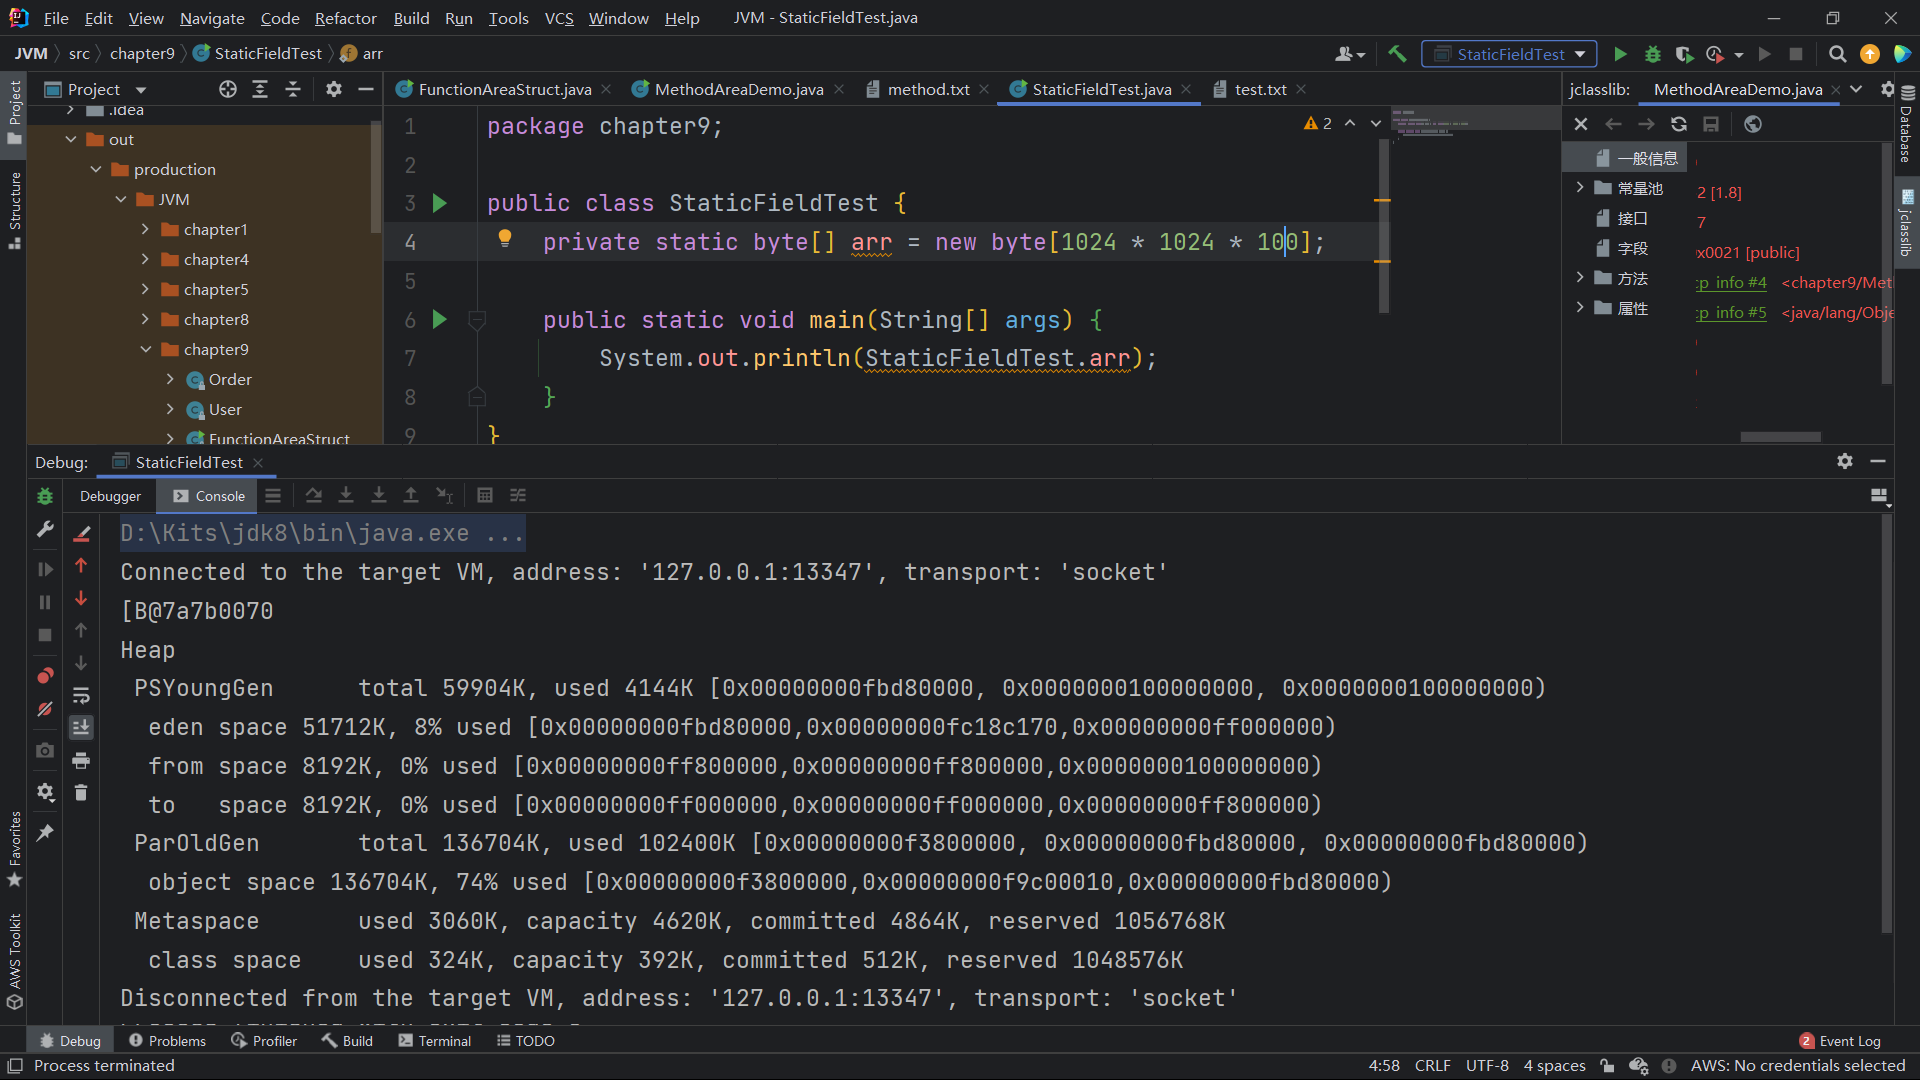 File Edit View Navigate Code Refactor Build Run Tools VCS Window Help JVM - StaticFieldTest.java
JVM src chapter9 StaticFieldTest arr
StaticFieldTest
Project
FunctionAreaStruct.java MethodAreaDemo.java method.txt StaticFieldTest.java test.txt
jclasslib: MethodAreaDemo.java
Project
Structure
Favorites
AWS Toolkit
Database
jclasslib
.idea
out
production
JVM
chapter1
chapter4
chapter5
chapter8
chapter9
Order
User
FunctionAreaStruct
2
1 package chapter9;
2
3 public class StaticFieldTest {
4 private static byte[] arr = new byte[1024 * 1024 * 100];
5
6 public static void main(String[] args) {
7 System.out.println(StaticFieldTest.arr);
8 }
9 }
一般信息
常量池
接口
字段
方法
属性
2 [1.8]
7
x0021 [public]
cp info #4 <chapter9/Met
cp info #5 <java/lang/Obje
Debug: StaticFieldTest
Debugger Console
D:\Kits\jdk8\bin\java.exe ...
Connected to the target VM, address: '127.0.0.1:13347', transport: 'socket'
[B@7a7b0070
Heap
PSYoungGen total 59904K, used 4144K [0x00000000fbd80000, 0x0000000100000000, 0x0000000100000000)
eden space 51712K, 8% used [0x00000000fbd80000,0x00000000fc18c170,0x00000000ff000000)
from space 8192K, 0% used [0x00000000ff800000,0x00000000ff800000,0x0000000100000000)
to space 8192K, 0% used [0x00000000ff000000,0x00000000ff000000,0x00000000ff800000)
ParOldGen total 136704K, used 102400K [0x00000000f3800000, 0x00000000fbd80000, 0x00000000fbd80000)
object space 136704K, 74% used [0x00000000f3800000,0x00000000f9c00010,0x00000000fbd80000)
Metaspace used 3060K, capacity 4620K, committed 4864K, reserved 1056768K
class space used 324K, capacity 392K, committed 512K, reserved 1048576K
Disconnected from the target VM, address: '127.0.0.1:13347', transport: 'socket'
Debug Problems Profiler Build Terminal TODO 2 Event Log
Process terminated 4:58 CRLF UTF-8 4 spaces AWS: No credentials selected